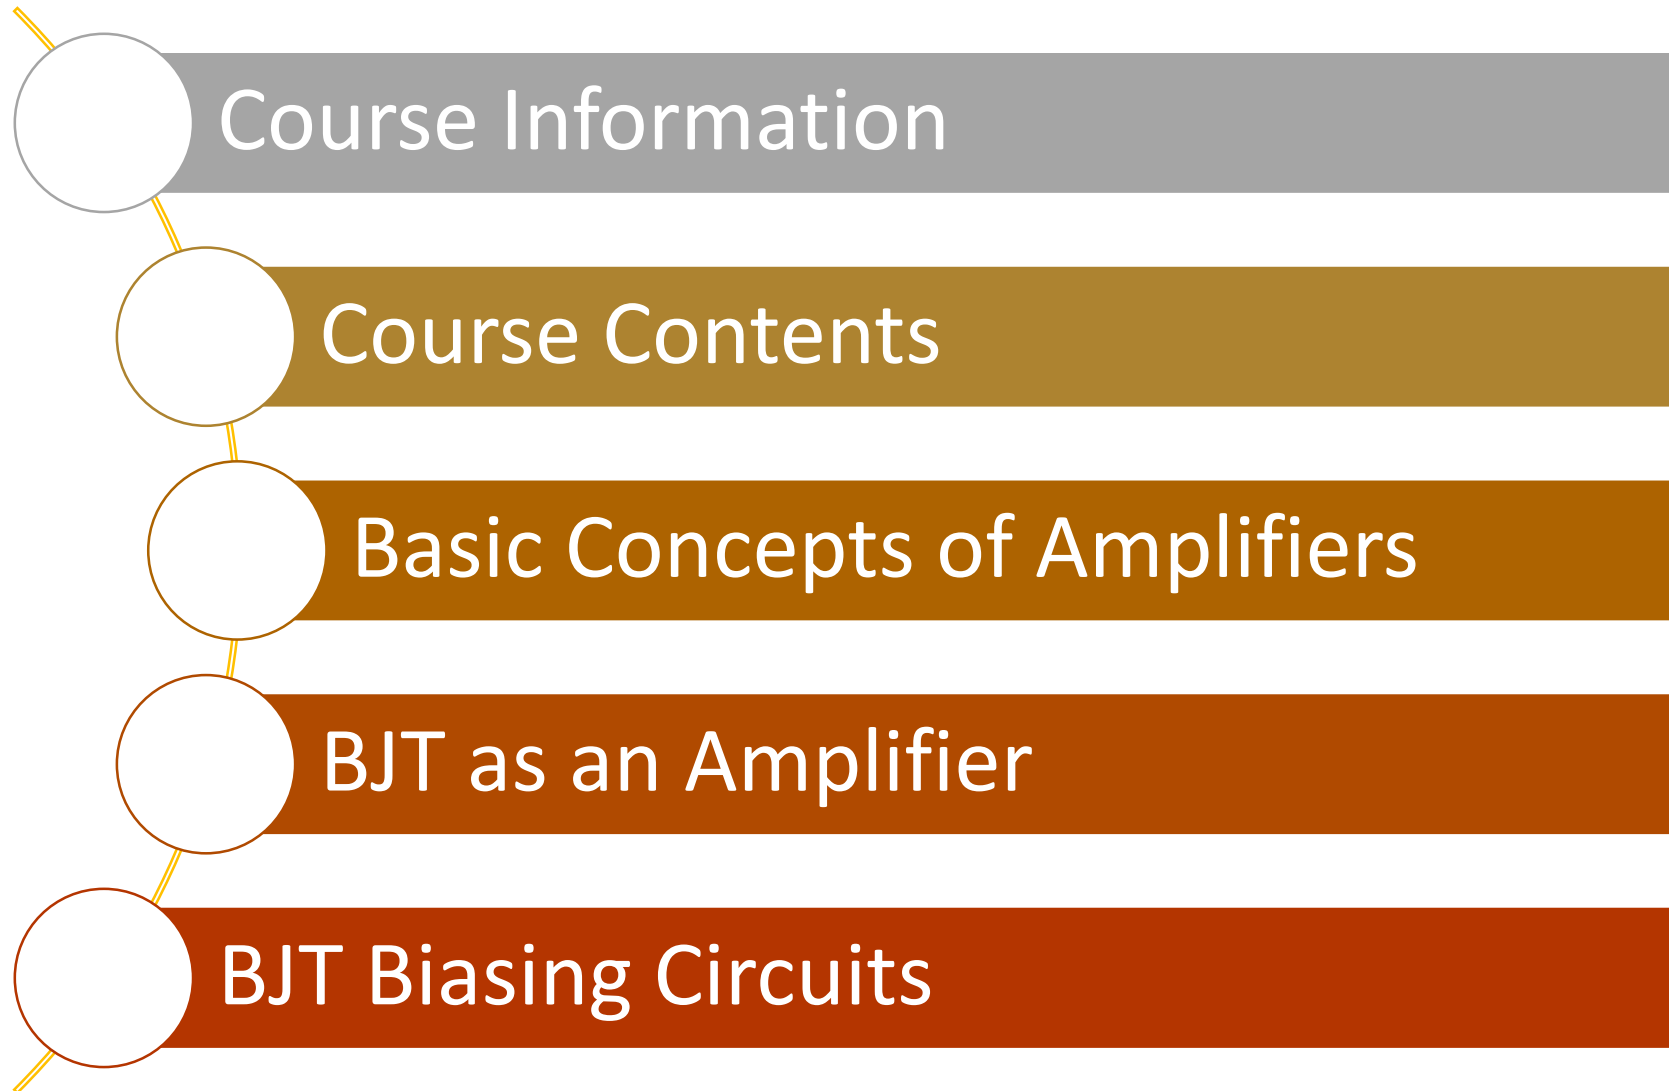 Course Information
Course Contents
Basic Concepts of Amplifiers
BJT as an Amplifier
BJT Biasing Circuits